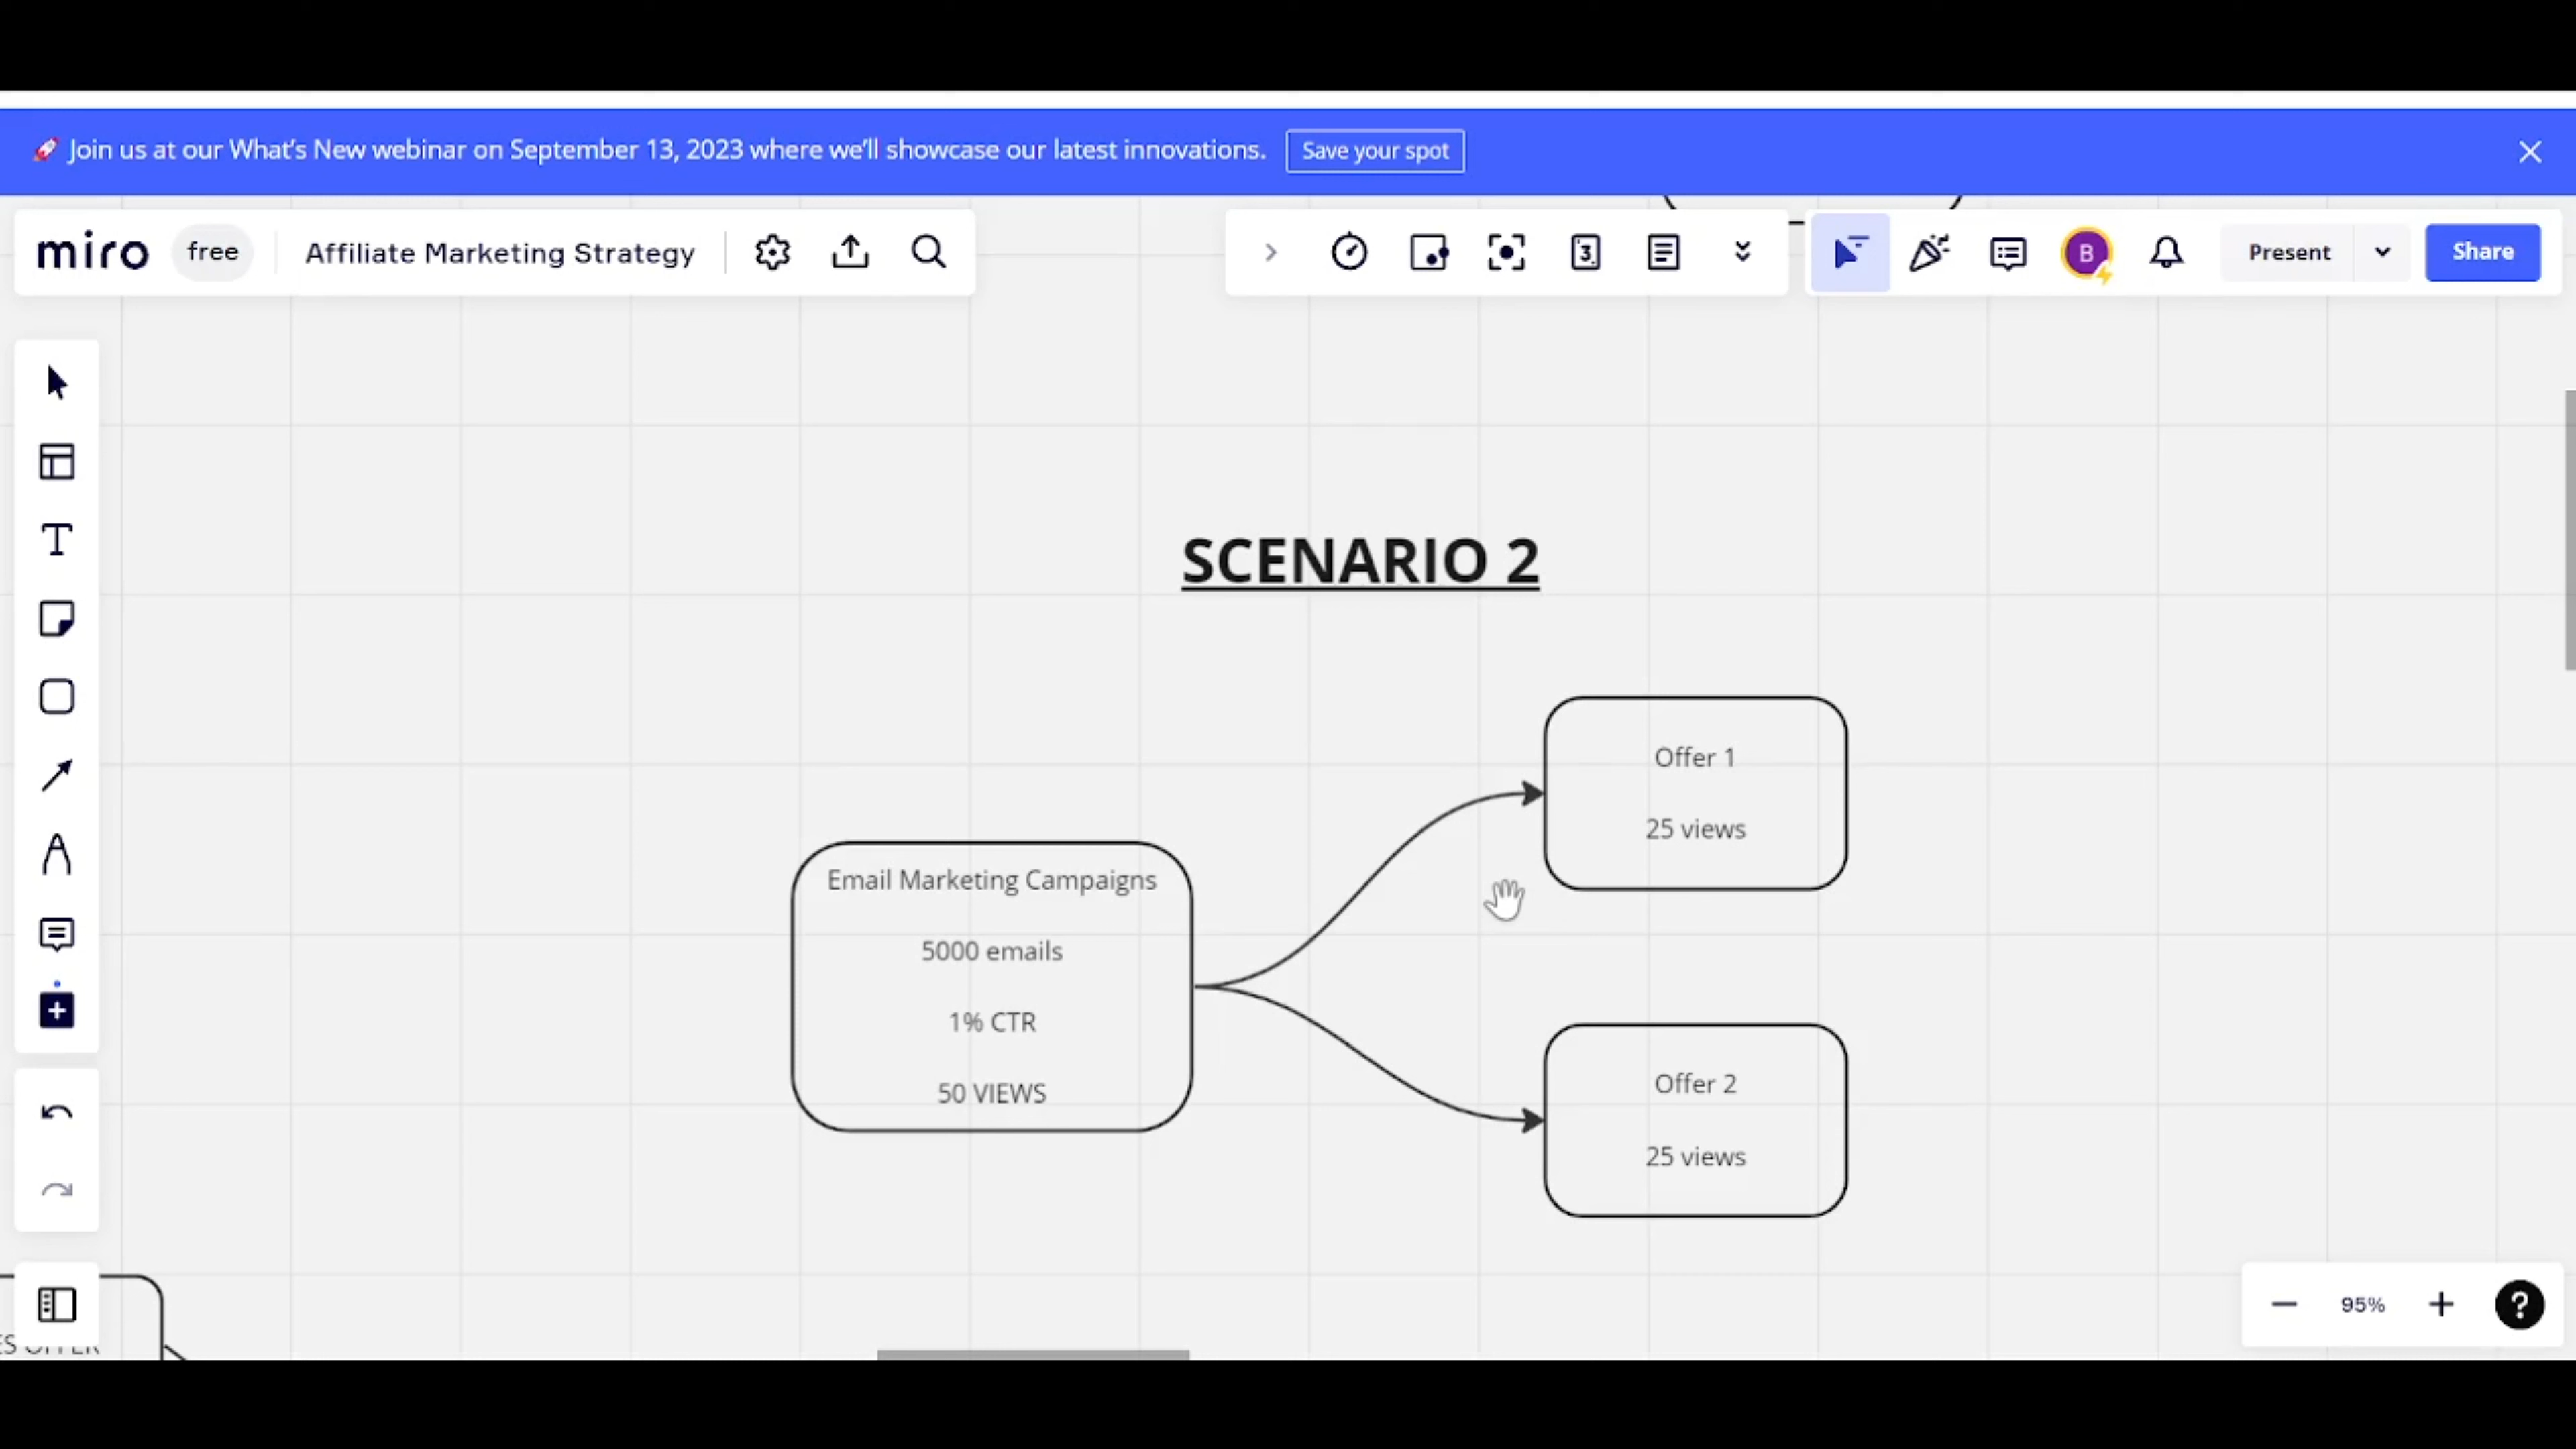 Join us at our What's New webinar on September 13, 2023 where we'll showcase our latest innovations. Save your spot
miro free Affiliate Marketing Strategy
3
B
Present
Share
SCENARIO 2
Offer 1
25 views
Email Marketing Campaigns
5000 emails
1% CTR
50 VIEWS
Offer 2
25 views
95%
?